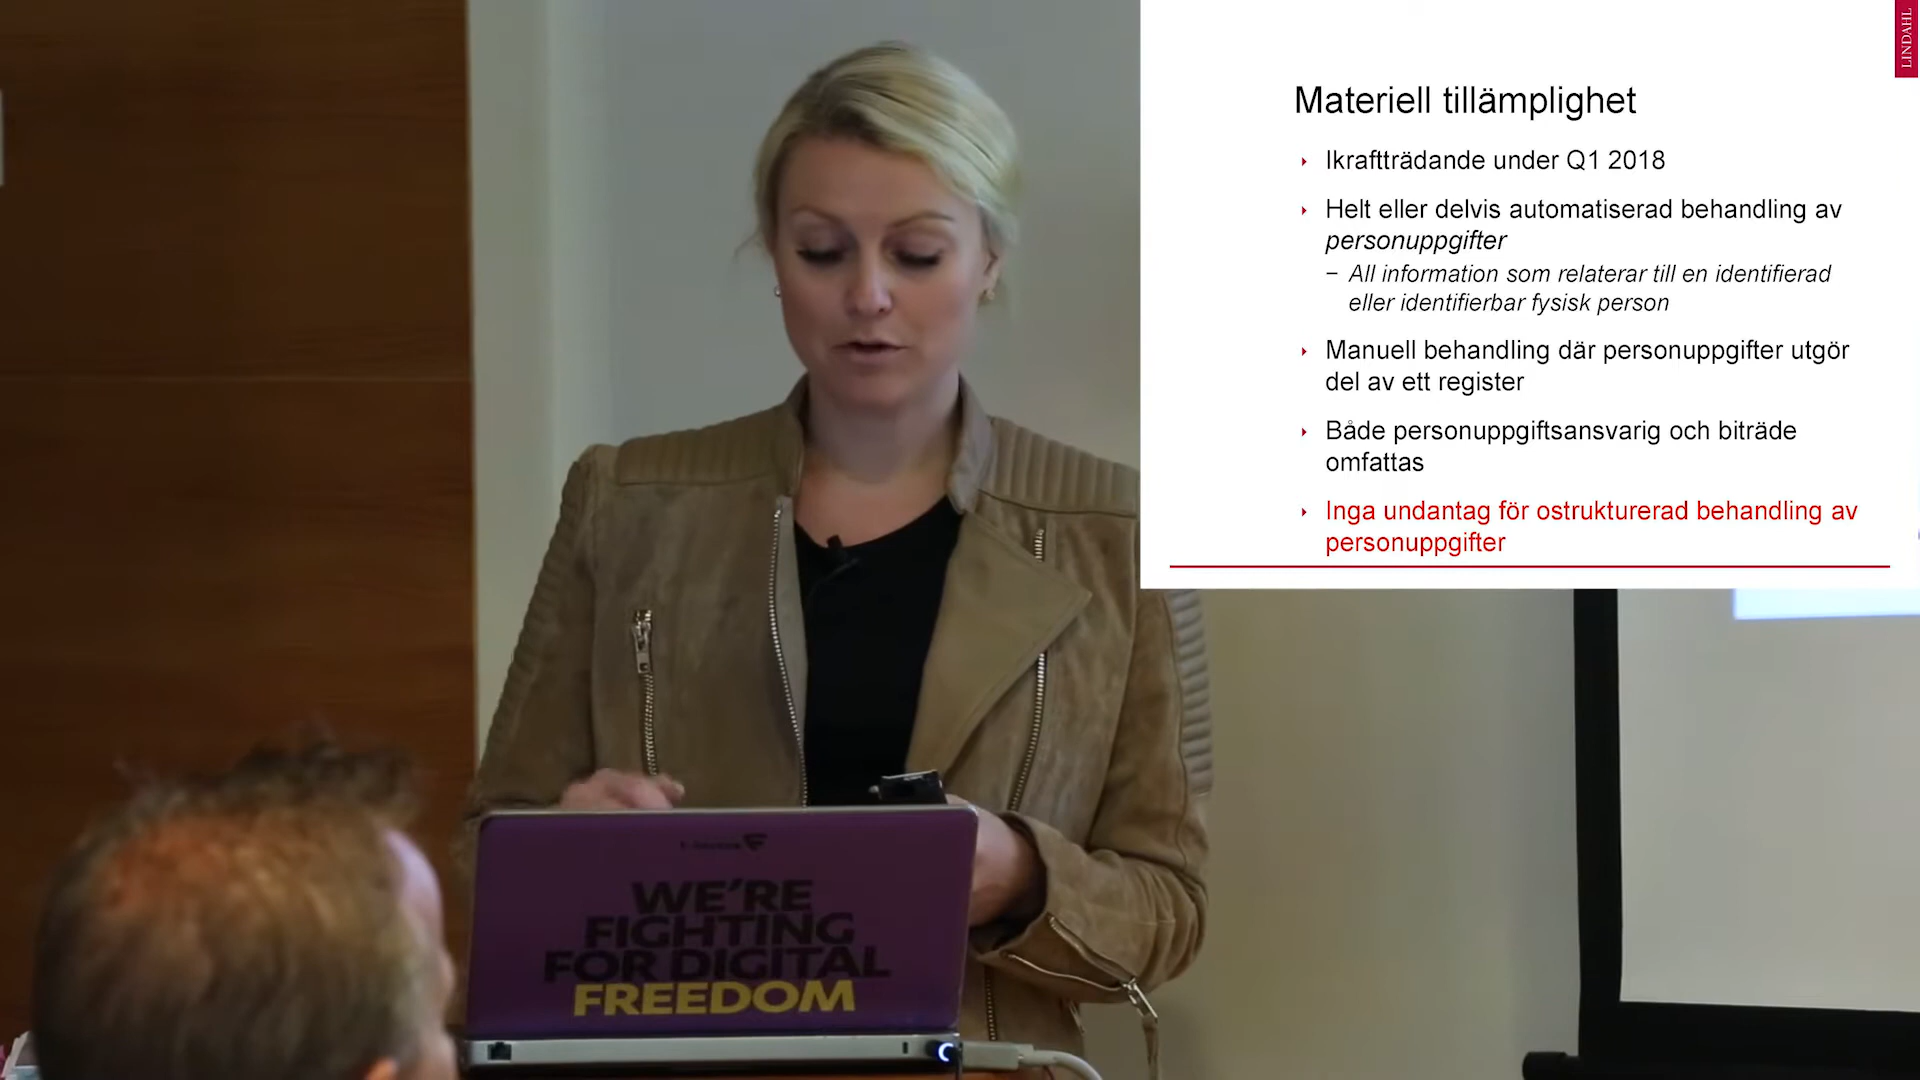 LINDAHL
Materiell tillämplighet
Ikraftträdande under Q1 2018
Helt eller delvis automatiserad behandling av
personuppgifter
− All information som relaterar till en identifierad
eller identifierbar fysisk person
Manuell behandling där personuppgifter utgör
del av ett register
Både personuppgiftsansvarig och biträde
omfattas
Inga undantag för ostrukturerad behandling av
personuppgifter
WE'RE
FIGHTING
FOR DIGITAL
FREEDOM